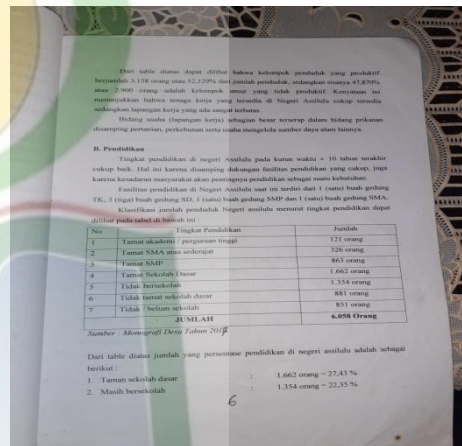 Dari table diatas dapat dilihat bahwa kelompok penduduk yang produktif
berjumlah 3.158 orang atau 52,129% dari jumlah penduduk, sedangkan sisanya 47,870%
atau 2.900 orang adalah kelompok umur yang tidak produktif. Kenyataan ini
menunjukkan bahwa tenaga kerja yang tersedia di Negeri Assilulu cukup tersedia
sedangkan lapangan kerja yang ada sangat terbatas.
Bidang usaha (lapangan kerja) sebagian besar terserap dalam bidang prikanan
disamping pertanian, perkebunan serta usaha mengelola sumber daya alam lainnya.
B. Pendidikan
Tingkat pendidikan di negeri Assilulu pada kurun waktu + 10 tahun terakhir
cukup baik. Hal ini karena disamping dukungan fasilitas pendidikan yang cukup, juga
karena kesadaran masyarakat akan pentingnya pendidikan sebagai suatu kebutuhan.
Fasilitan pendidikan di Negeri Assilulu saat ini terdiri dari 1 (satu) buah gedung
TK, 3 (tiga) buah gedung SD, 1 (satu) buah gedung SMP dan 1 (satu) buah gedung SMA.
Klasifikasi jumlah penduduk Negeri assilulu menurut tingkat pendidikan dapat
dilihat pada tabel di bawah ini :
No Tingkat Pendidikan Jumlah
1 Tamat akademi / perguruan tinggi 121 orang
2 Tamat SMA atau sederajat 326 orang
3 Tamat SMP 863 orang
4 Tamat Sekolah Dasar 1.662 orang
5 Tidak bersekolah 1.354 orang
6 Tidak tamat sekolah dasar 881 orang
7 Tidak / belum sekolah 851 orang
JUMLAH 6.058 Orang
Sumber : Monografi Desa Tahun
Dari table diatas jumlah yang persentase pendidikan di negeri assilulu adalah sebagai
berikut :
1. Taman sekolah dasar : 1.662 orang = 27,43 %
2. Masih bersekolah : 1.354 orang = 22,35 %
6